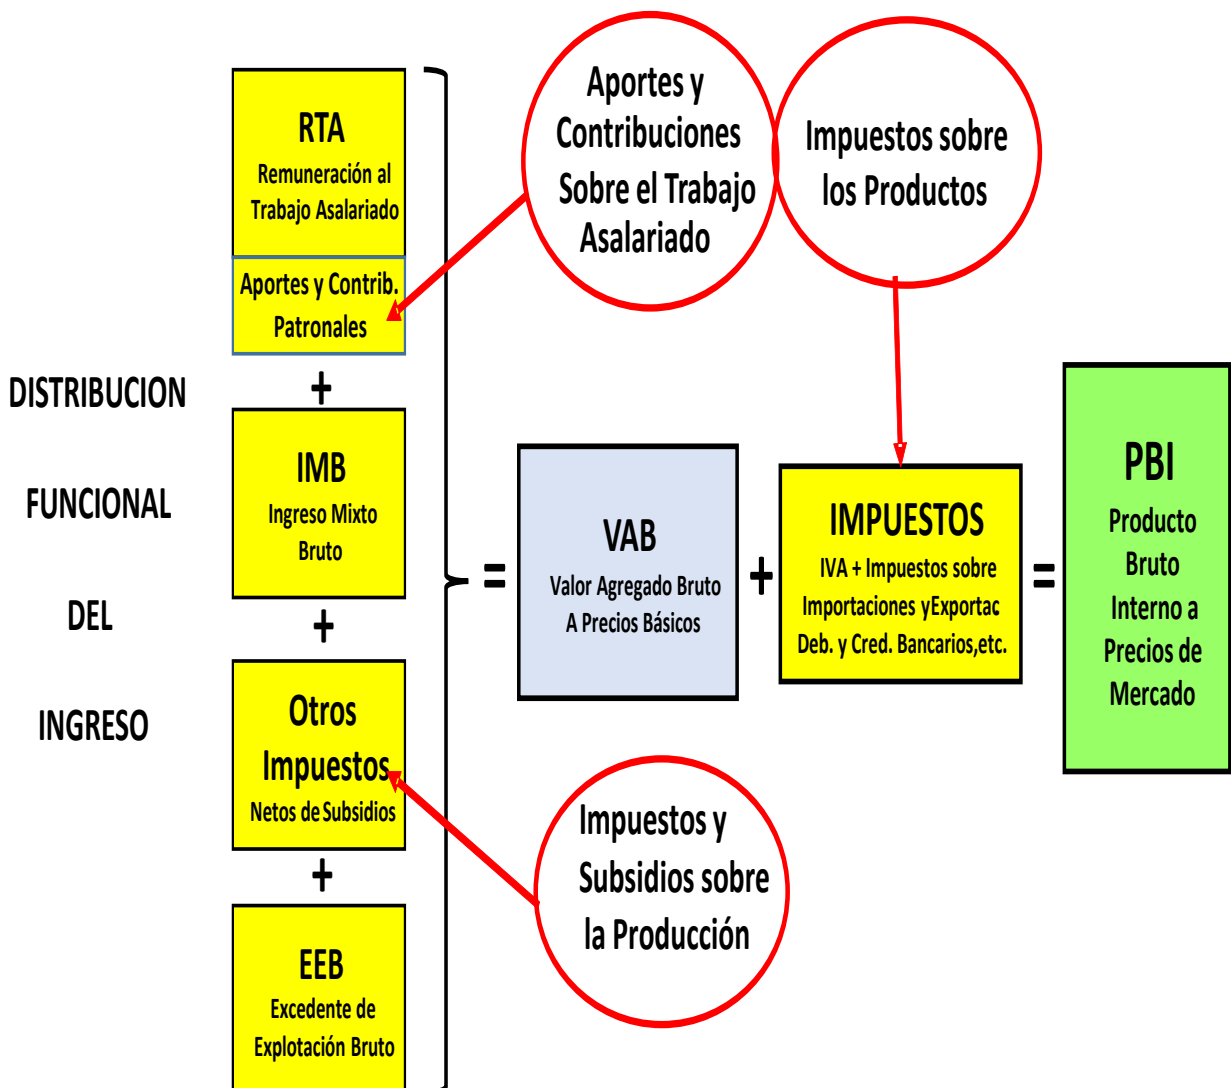 DISTRIBUCION
FUNCIONAL
DEL
INGRESO
RTA
Remuneración al
Trabajo Asalariado
Aportes y Contrib.
Patronales
+
IMB
Ingreso Mixto
Bruto
+
Otros
Impuestos
Netos de Subsidios
+
EEB
Excedente de
Explotación Bruto
=
VAB
Valor Agregado Bruto
A Precios Básicos
+
IMPUESTOS
IVA + Impuestos sobre
Importaciones yExportac
Deb. y Cred. Bancarios,etc.
=
PBI
Producto
Bruto
Interno a
Precios de
Mercado
Aportes y
Contribuciones
Sobre el Trabajo
Asalariado
Impuestos sobre
los Productos
Impuestos y
Subsidios sobre
la Producción